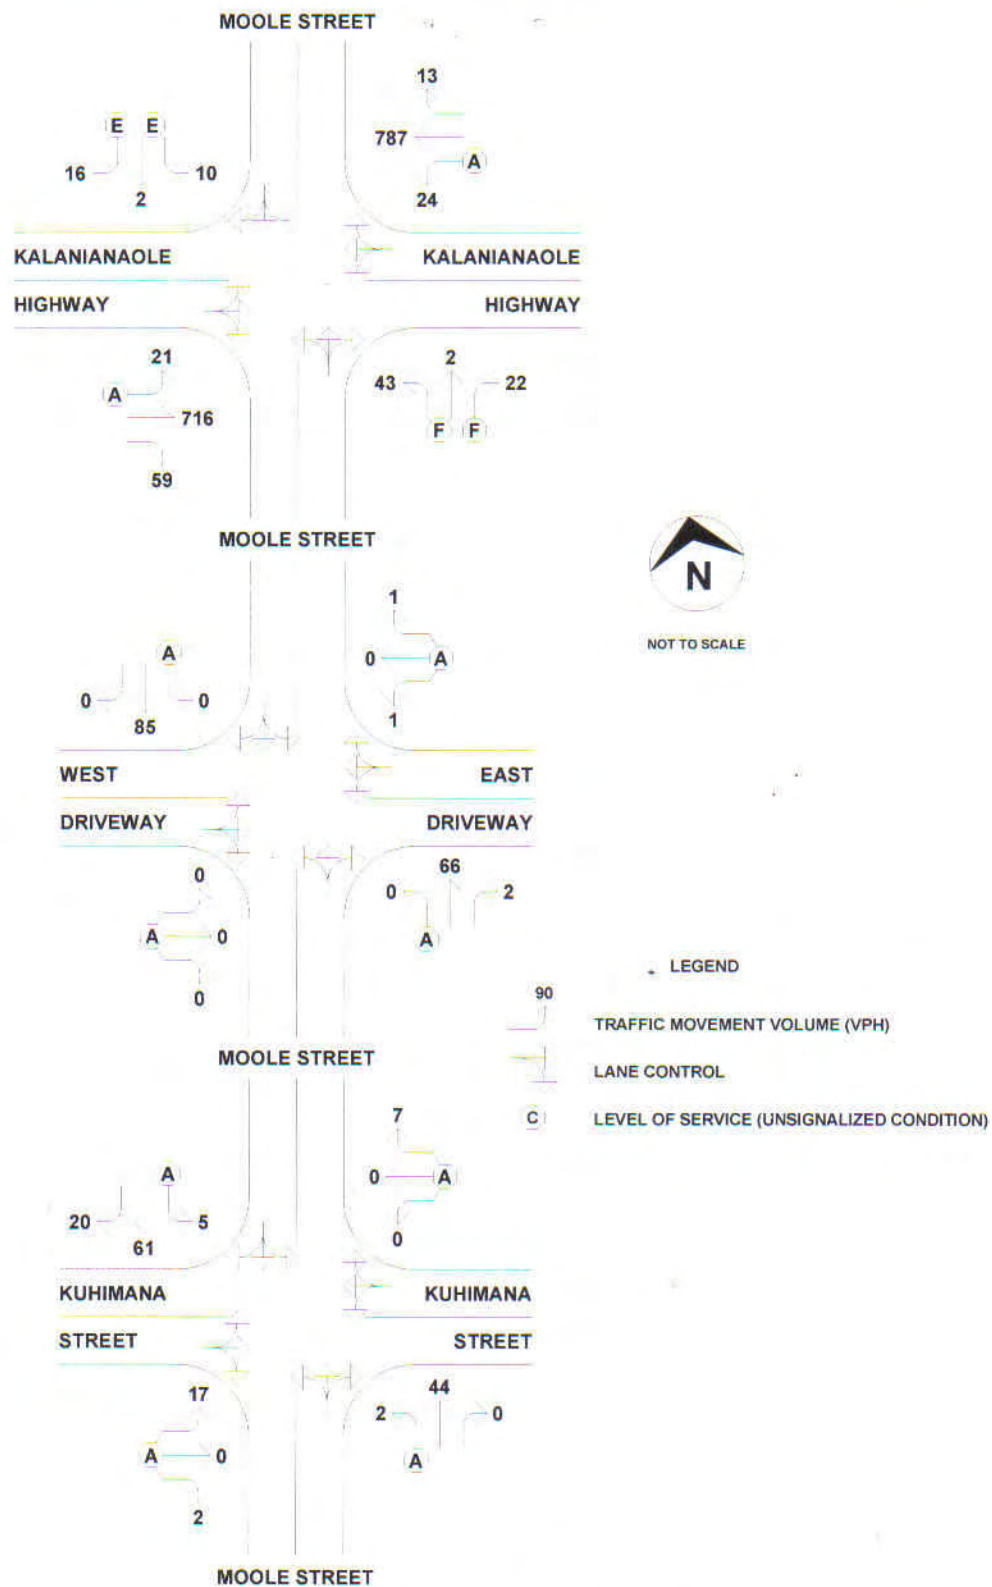 MOOLE STREET
13
E E
787
A
16 10
2 24
KALANIANAOLE KALANIANAOLE
HIGHWAY HIGHWAY
21 2
A 43 22
716
F F
59
MOOLE STREET
N
NOT TO SCALE
1
A 0 A
0 0
85 1
WEST EAST
DRIVEWAY DRIVEWAY
0 66
0 2
A 0 A
0
LEGEND
90
TRAFFIC MOVEMENT VOLUME (VPH)
LANE CONTROL
C LEVEL OF SERVICE (UNSIGNALIZED CONDITION)
MOOLE STREET
7
A 0 A
20 5
61 0
KUHIMANA KUHIMANA
STREET STREET
17 44
2 0
A 0 A
2
MOOLE STREET